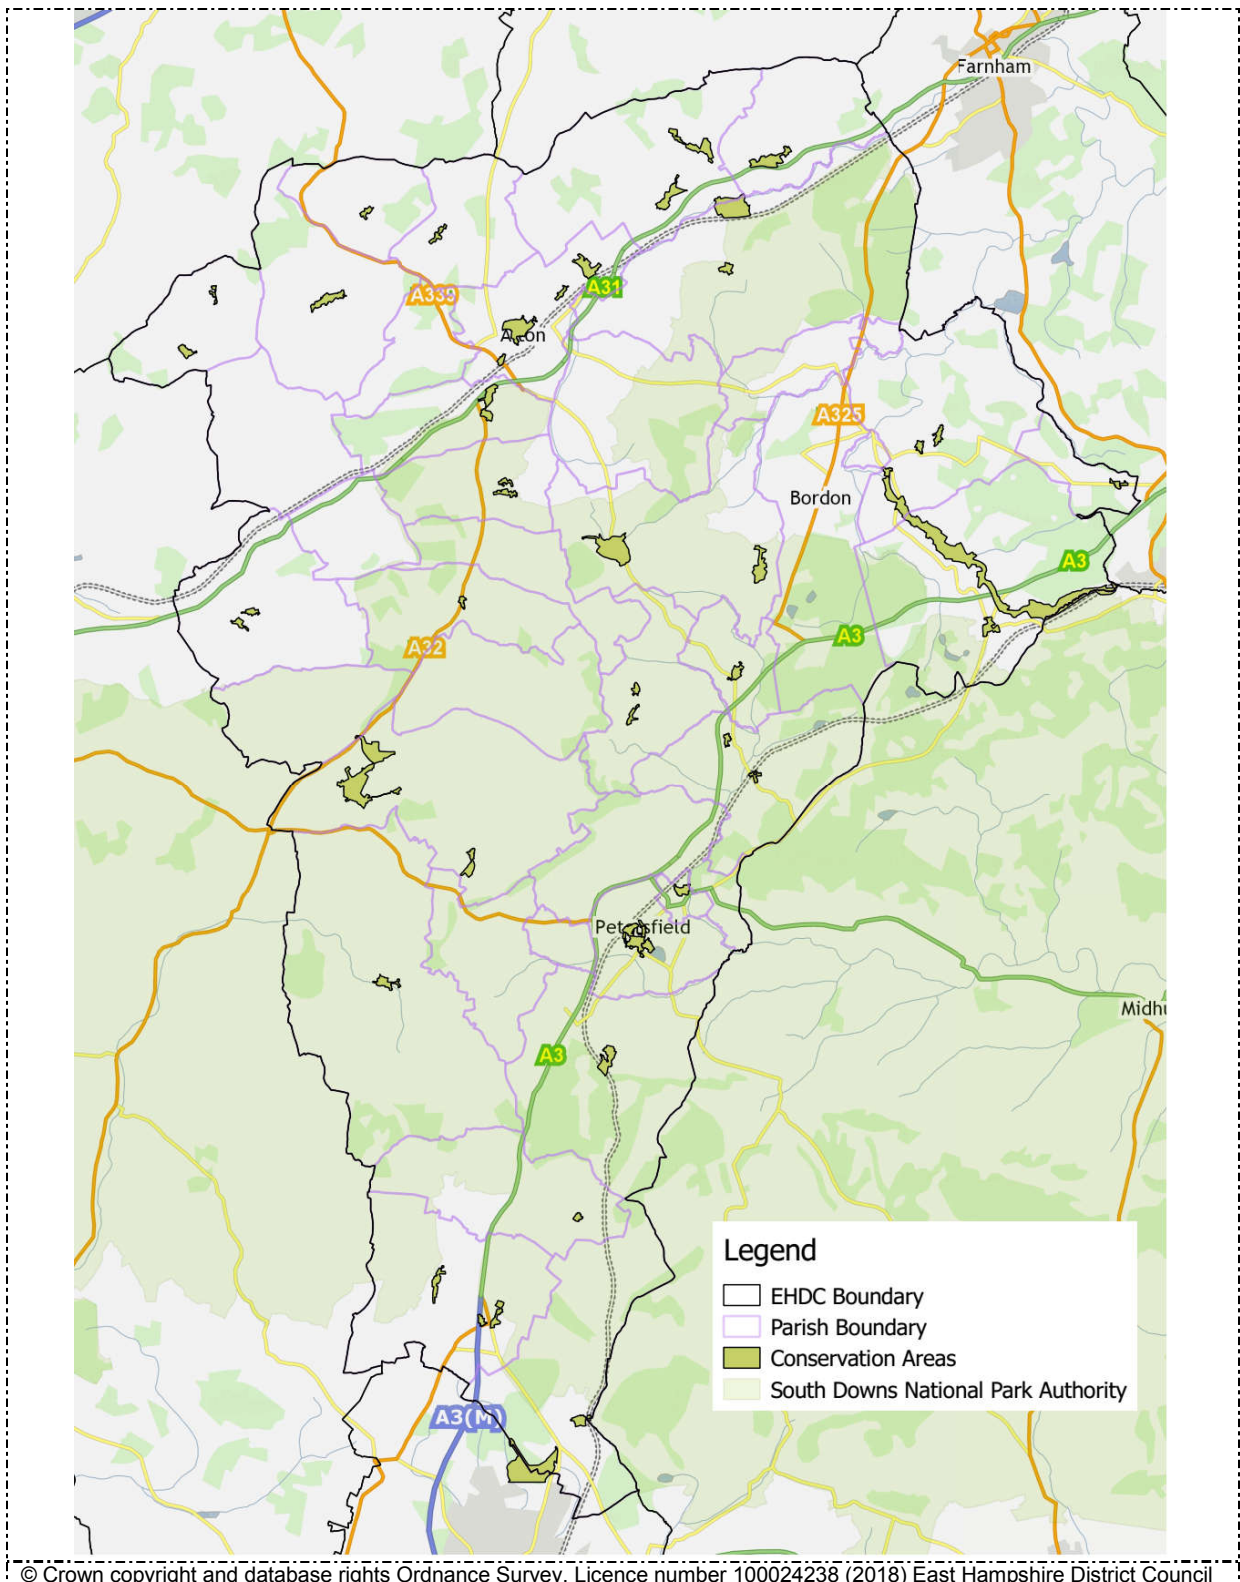 Farnham
A31
A339
Alton
A325
Bordon
A3
A3
A32
Petersfield
Midhu
A3
Legend
EHDC Boundary
Parish Boundary
Conservation Areas
South Downs National Park Authority
A3(M)
© Crown copyright and database rights Ordnance Survey. Licence number 100024238 (2018) East Hampshire District Council